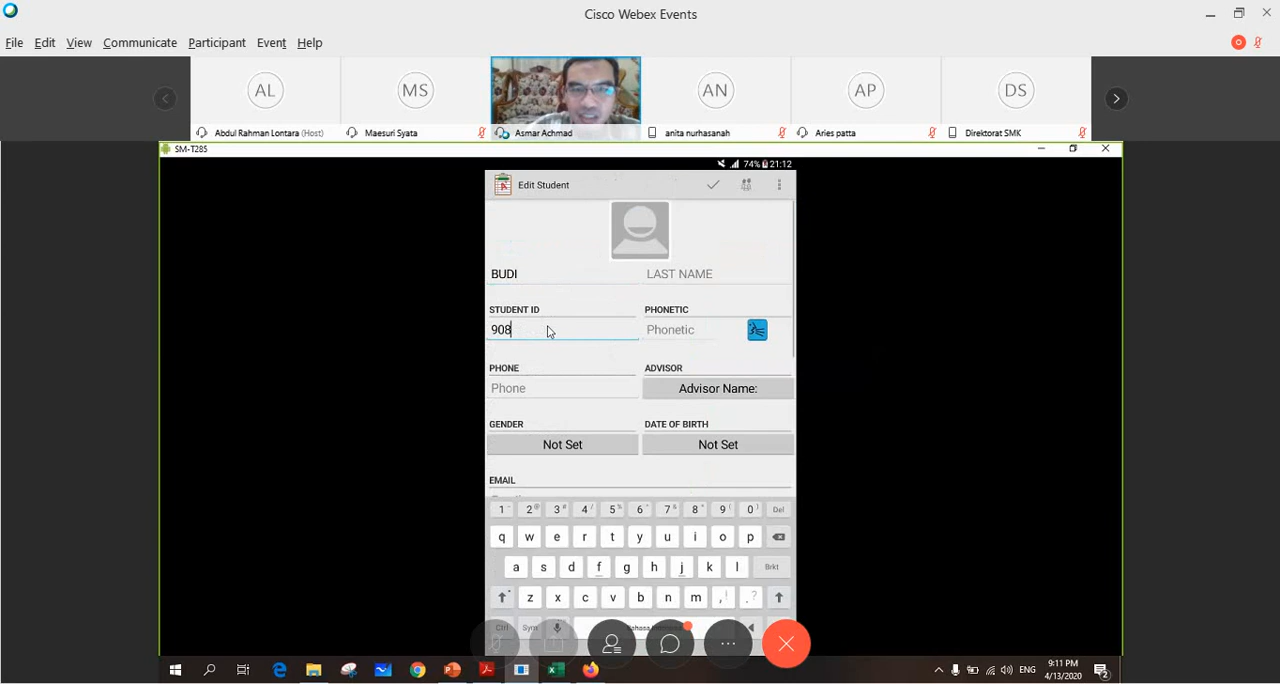 Cisco Webex Events
File Edit View Communicate Participant Event Help
AL MS AN AP DS
Abdul Rahman Lontara (Host) Maesuri Syata Asmar Achmad anita nurhasanah Aries patta Direktorat SMK
SM-T285
74% 21:12
Edit Student
BUDI LAST NAME
STUDENT ID PHONETIC
908 Phonetic
PHONE ADVISOR
Phone Advisor Name:
GENDER DATE OF BIRTH
Not Set Not Set
EMAIL
1 2 3 4 5 6 7 8 9 0 Del
q w e r t y u i o p
a s d f g h j k l Brkt
z x c v b n m , ! . ?
Ctrl Sym
ENG 9:11 PM
4/13/2020 2